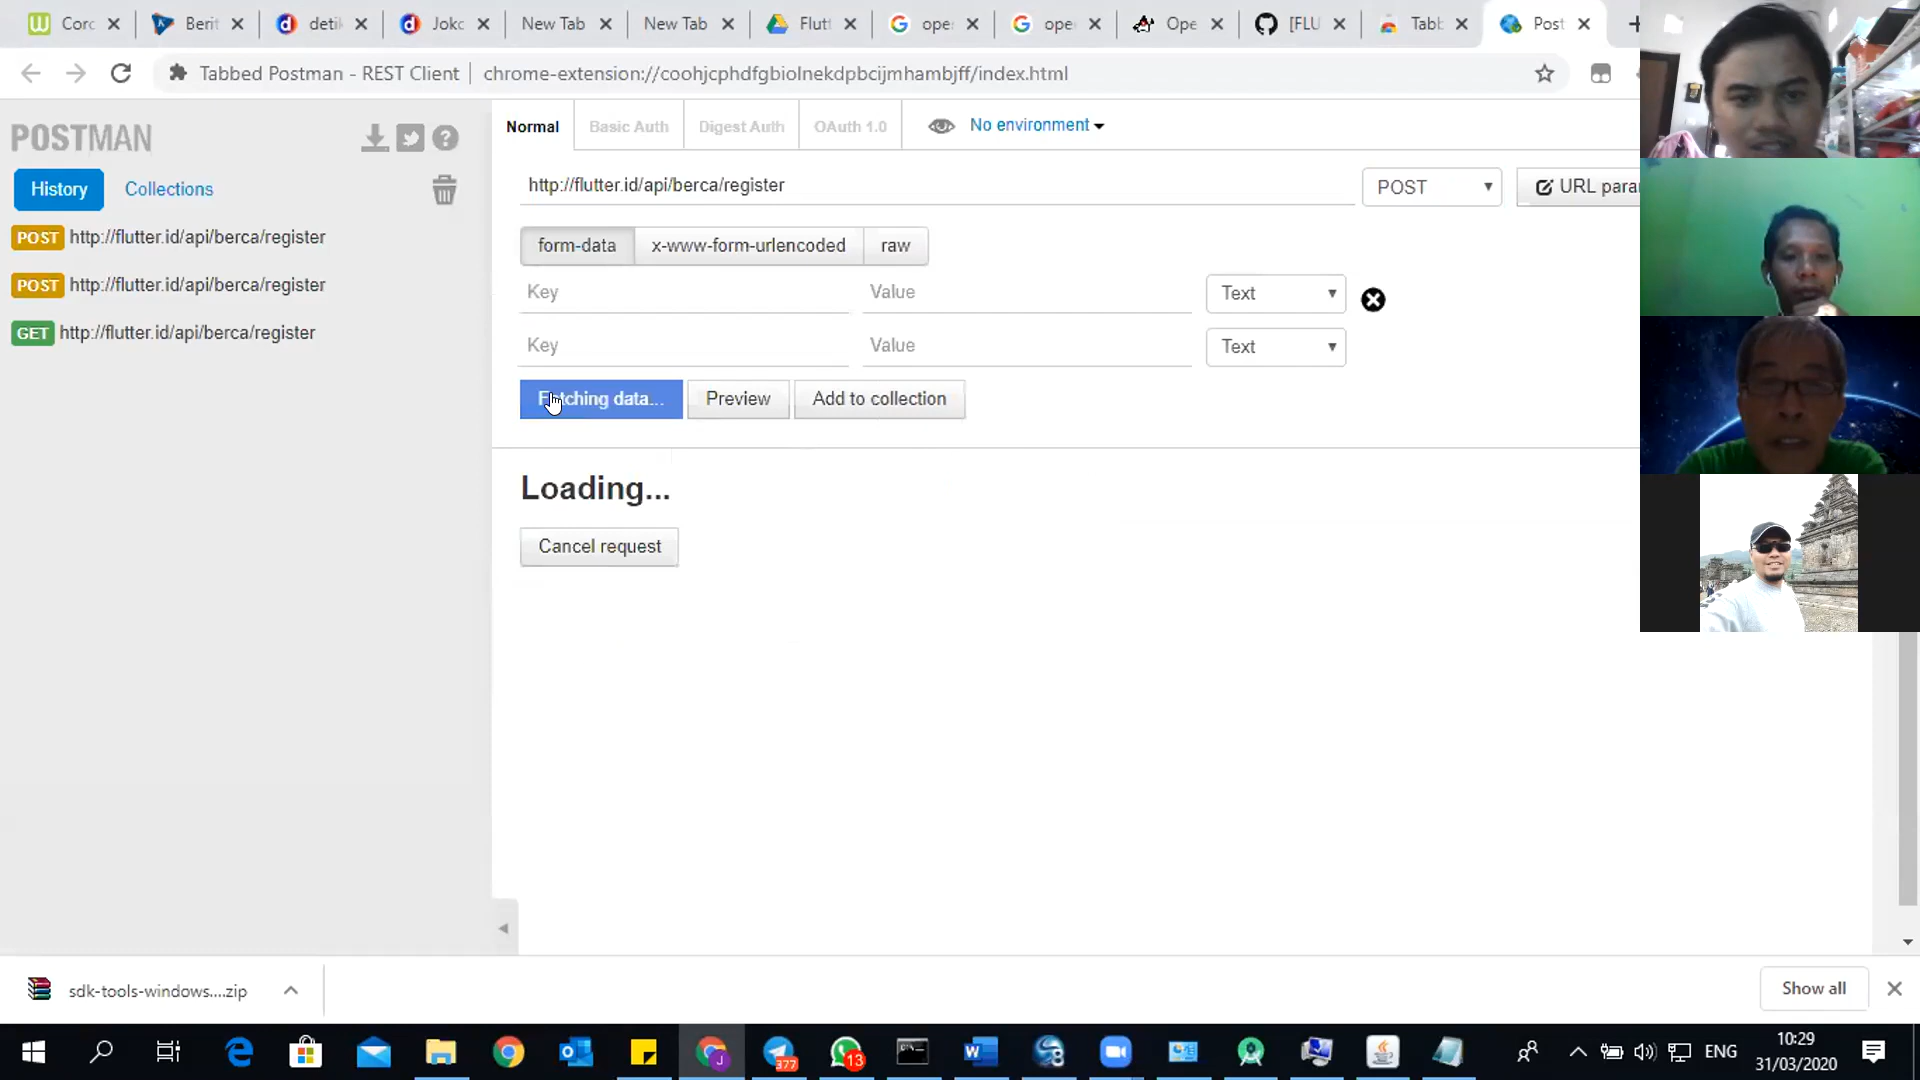 Corc
Berit
deti
Joko
New Tab
New Tab
Flutt
ope
ope
Ope
[FLU
Tabb
Post
Tabbed Postman - REST Client
chrome-extension://coohjcphdfgbiolnekdpbcijmhambjff/index.html
POSTMAN
Normal
Basic Auth
Digest Auth
OAuth 1.0
No environment
History
Collections
http://flutter.id/api/berca/register
POST
URL para
POST http://flutter.id/api/berca/register
POST http://flutter.id/api/berca/register
GET http://flutter.id/api/berca/register
form-data
x-www-form-urlencoded
raw
Key
Value
Text
Key
Value
Text
Fetching data...
Preview
Add to collection
Loading...
Cancel request
sdk-tools-windows....zip
Show all
377
13
ENG
10:29
31/03/2020